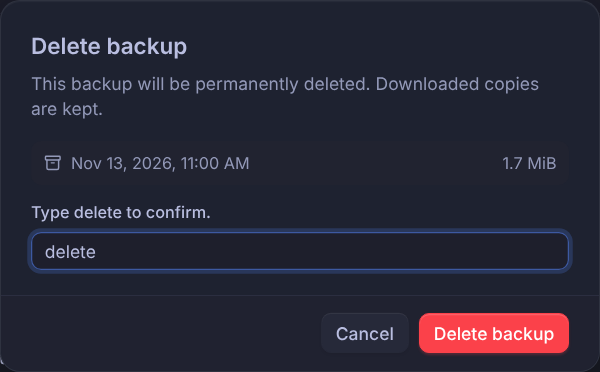 Delete backup
This backup will be permanently deleted. Downloaded copies
are kept.
Nov 13, 2026, 11:00 AM 1.7 MiB
Type delete to confirm.
delete
Cancel Delete backup